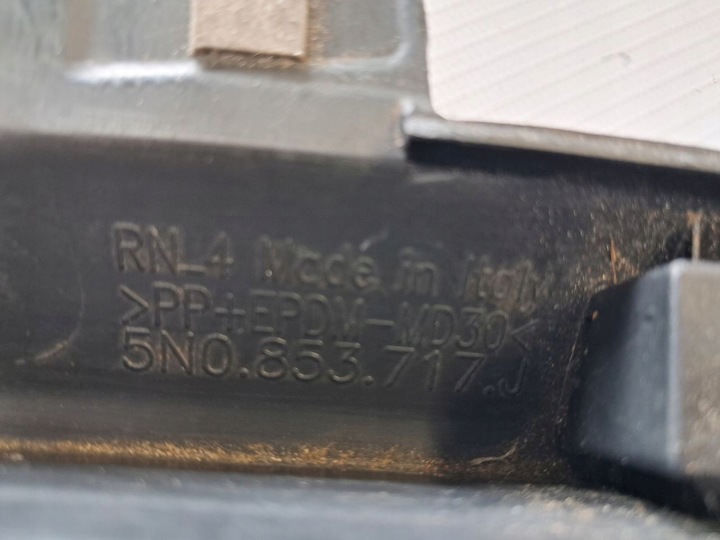 RN-4 Made in Italy
>PP+EPDM-MD30<
5N0.853.717.J